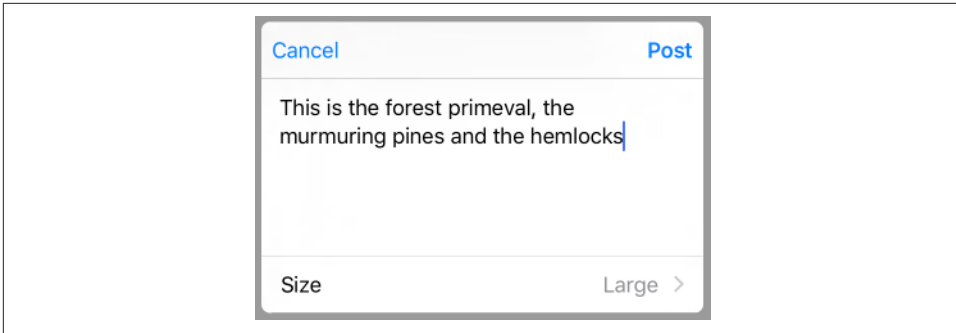 Cancel Post
This is the forest primeval, the
murmuring pines and the hemlocks
Size Large